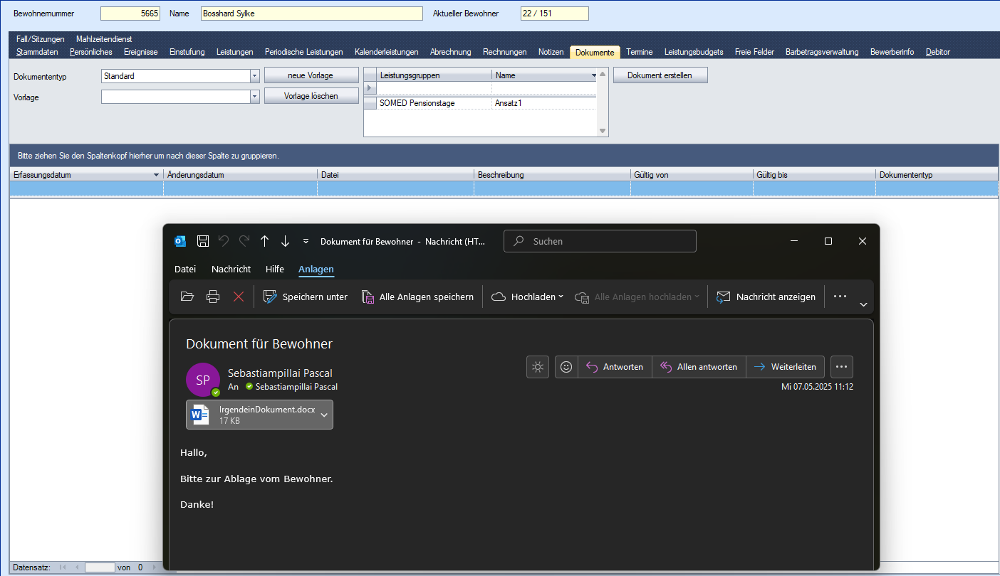 Bewohnernummer 5665 Name Bosshard Sylke Aktueller Bewohner 22 / 151
Fall/Sitzungen Mahlzeitendienst
Stammdaten Persönliches Ereignisse Einstufung Leistungen Periodische Leistungen Kalenderleistungen Abrechnung Rechnungen Notizen Dokumente Termine Leistungsbudgets Freie Felder Barbetragsverwaltung Bewerberinfo Debitor
Dokumententyp Standard neue Vorlage Leistungsgruppen Name Dokument erstellen
Vorlage Vorlage löschen
SOMED Pensionstage Ansatz1
Bitte ziehen Sie den Spaltenkopf hierher um nach dieser Spalte zu gruppieren.
Erfassungsdatum Änderungsdatum Datei Beschreibung Gültig von Gültig bis Dokumententyp
Dokument für Bewohner - Nachricht (HT... Suchen
Datei Nachricht Hilfe Anlagen
Speichern unter Alle Anlagen speichern Hochladen Alle Anlagen hochladen Nachricht anzeigen
Dokument für Bewohner
SP Sebastiampillai Pascal Antworten Allen antworten Weiterleiten
An Sebastiampillai Pascal Mi 07.05.2025 11:12
IrgendeinDokument.docx
17 KB
Hallo,
Bitte zur Ablage vom Bewohner.
Danke!
Datensatz: von 0